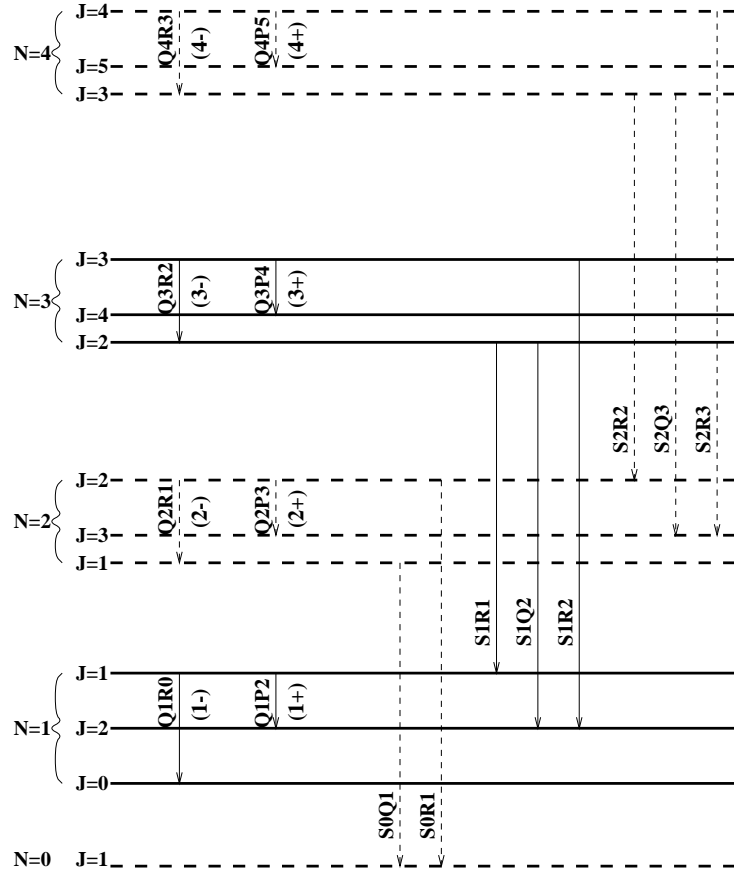 J=4
Q4R3
(4-)
Q4P5
(4+)
N=4
J=5
J=3
J=3
Q3R2
(3-)
Q3P4
(3+)
N=3
J=4
J=2
S2R2
S2Q3
S2R3
J=2
Q2R1
(2-)
Q2P3
(2+)
N=2
J=3
J=1
S1R1
S1Q2
S1R2
J=1
Q1R0
(1-)
Q1P2
(1+)
N=1
J=2
J=0
S0Q1
S0R1
N=0 J=1